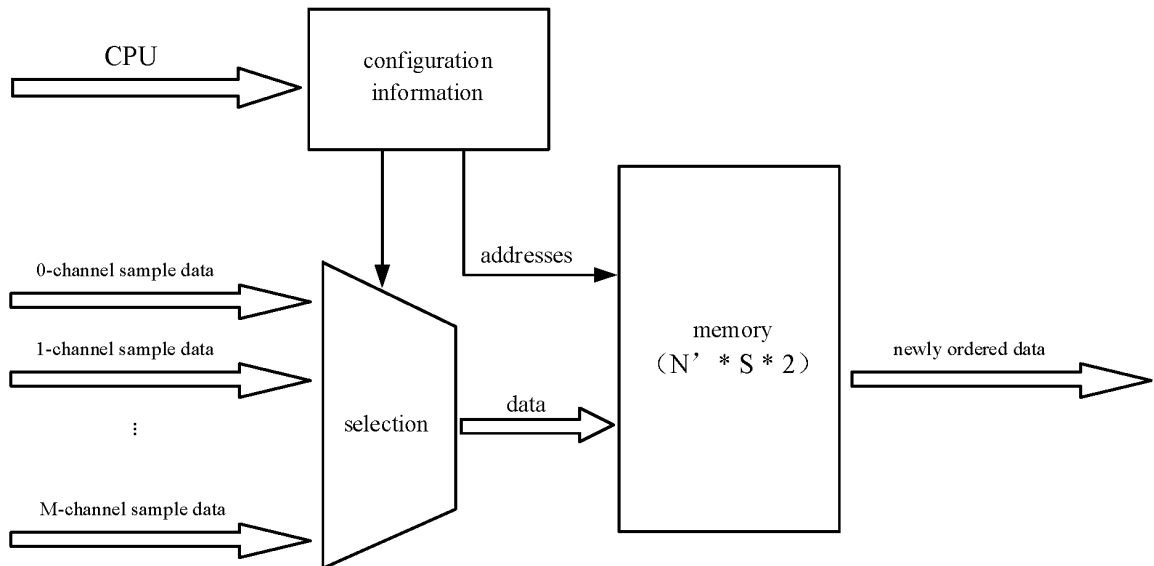 CPU
configuration
information
addresses
0-channel sample data
1-channel sample data
⋮
M-channel sample data
selection
data
memory
（N’ * S * 2）
newly ordered data